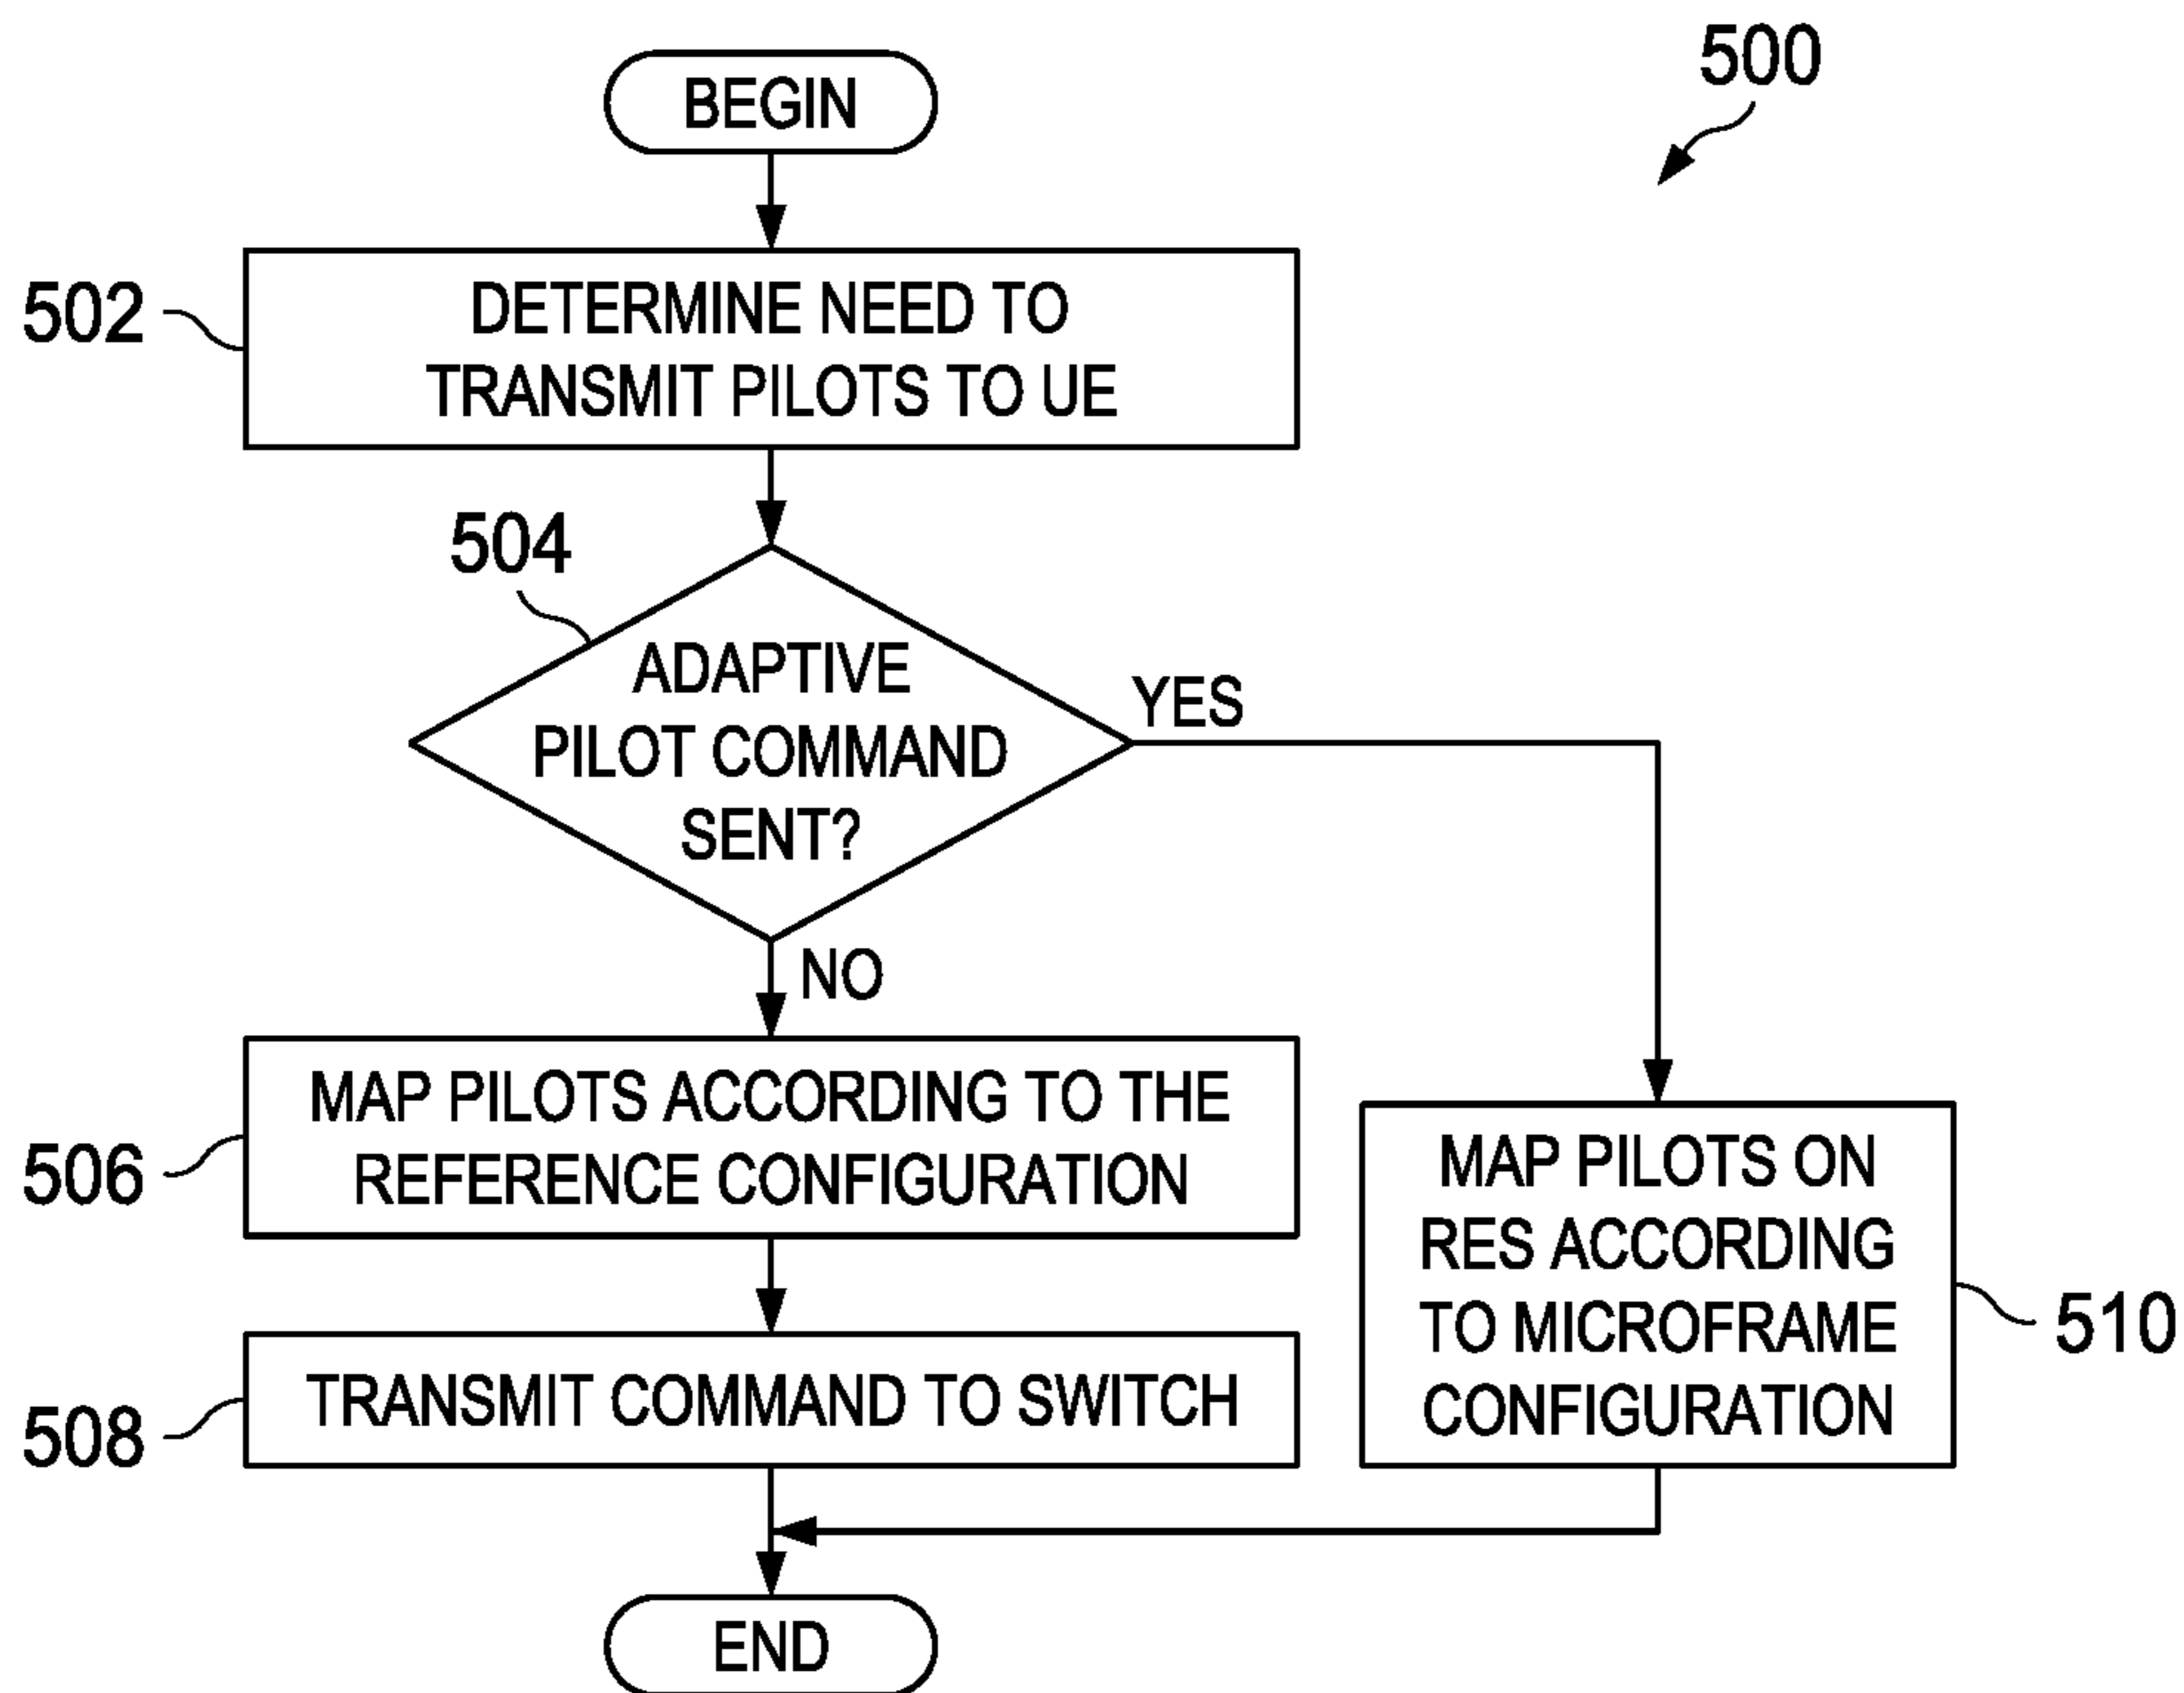 500
BEGIN
502
DETERMINE NEED TO
TRANSMIT PILOTS TO UE
504
ADAPTIVE
PILOT COMMAND
SENT?
YES
NO
506
MAP PILOTS ACCORDING TO THE
REFERENCE CONFIGURATION
508
TRANSMIT COMMAND TO SWITCH
MAP PILOTS ON
RES ACCORDING
TO MICROFRAME
CONFIGURATION
510
END